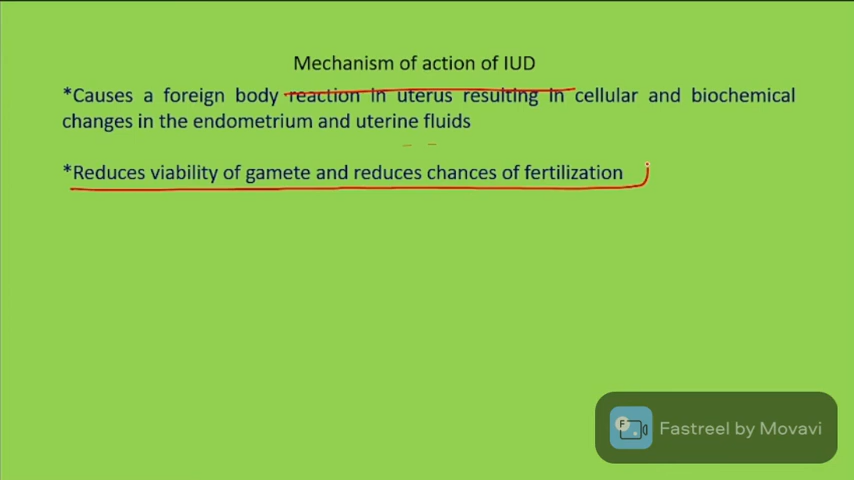 Mechanism of action of IUD
*Causes a foreign body reaction in uterus resulting in cellular and biochemical
changes in the endometrium and uterine fluids
*Reduces viability of gamete and reduces chances of fertilization
Fastreel by Movavi